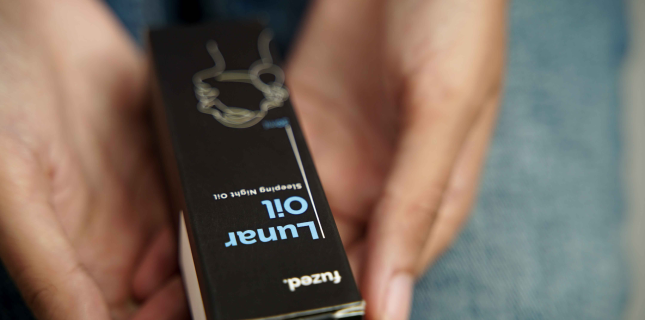 fuzed.
Lunar
Oil
Sleeping Night Oil